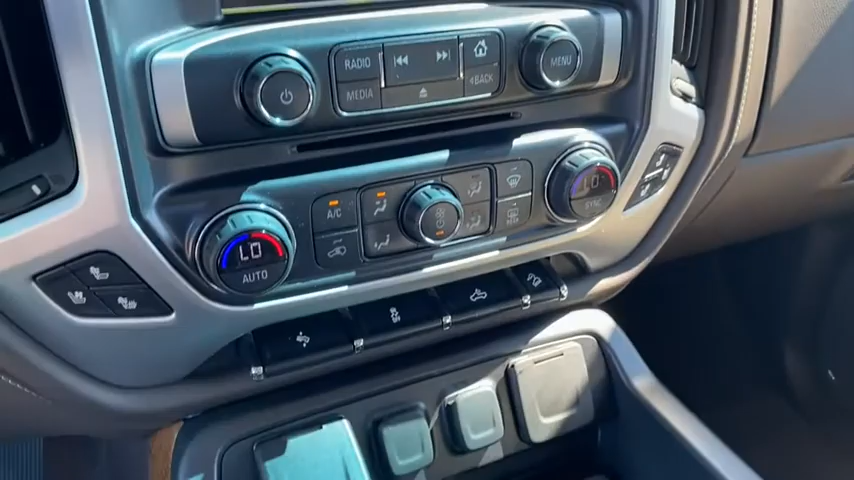 RADIO
MEDIA
BACK
MENU
A/C
LO
AUTO
LO
SYNC